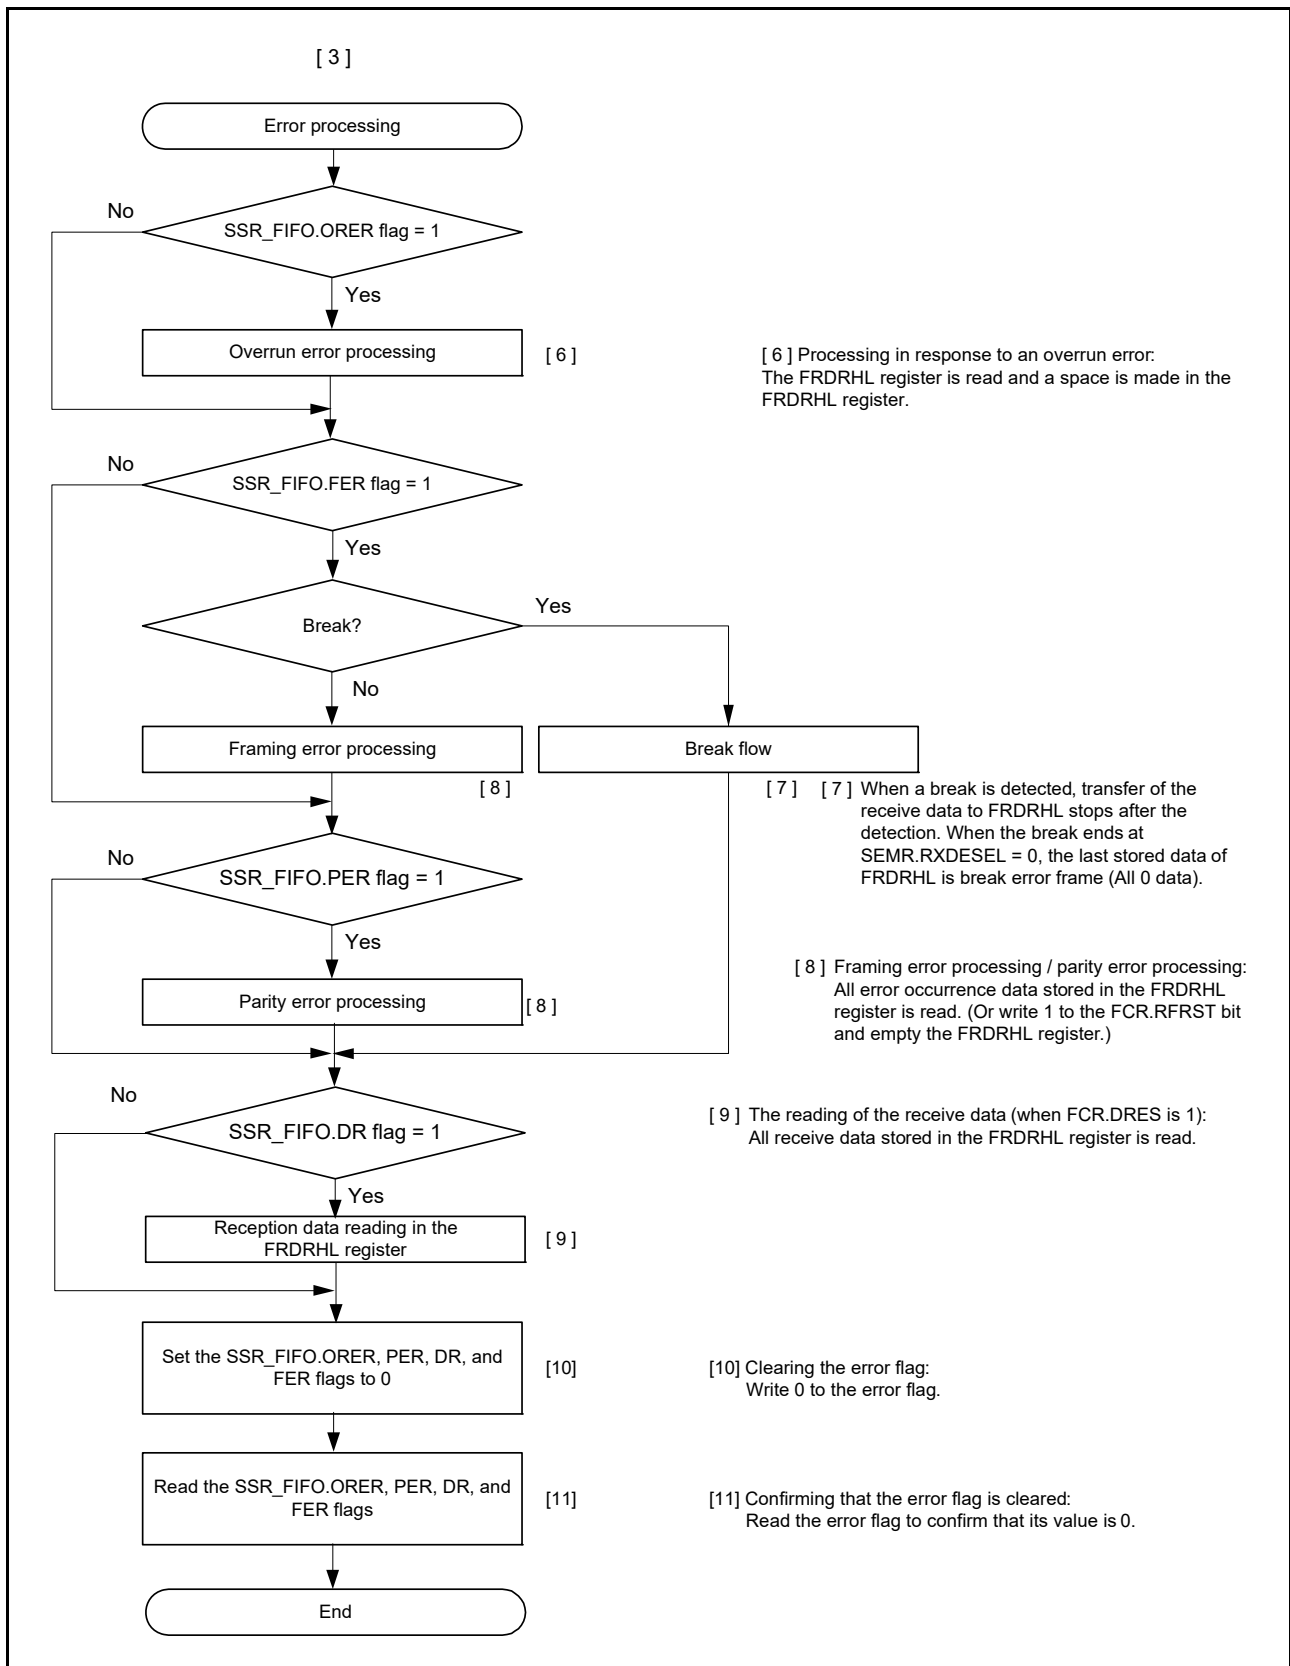 [ 3 ]
Error processing
No
SSR_FIFO.ORER flag = 1
Yes
Overrun error processing
[ 6 ]
[ 6 ] Processing in response to an overrun error:
The FRDRHL register is read and a space is made in the
FRDRHL register.
No
SSR_FIFO.FER flag = 1
Yes
Break?
Yes
No
Framing error processing
[ 8 ]
Break flow
[ 7 ]
[ 7 ] When a break is detected, transfer of the
receive data to FRDRHL stops after the
detection. When the break ends at
SEMR.RXDESEL = 0, the last stored data of
FRDRHL is break error frame (All 0 data).
No
SSR_FIFO.PER flag = 1
Yes
Parity error processing
[ 8 ]
[ 8 ] Framing error processing / parity error processing:
All error occurrence data stored in the FRDRHL
register is read. (Or write 1 to the FCR.RFRST bit
and empty the FRDRHL register.)
No
SSR_FIFO.DR flag = 1
Yes
[ 9 ] The reading of the receive data (when FCR.DRES is 1):
All receive data stored in the FRDRHL register is read.
Reception data reading in the
FRDRHL register
[ 9 ]
Set the SSR_FIFO.ORER, PER, DR, and
FER flags to 0
[10]
[10] Clearing the error flag:
Write 0 to the error flag.
Read the SSR_FIFO.ORER, PER, DR, and
FER flags
[11]
[11] Confirming that the error flag is cleared:
Read the error flag to confirm that its value is 0.
End